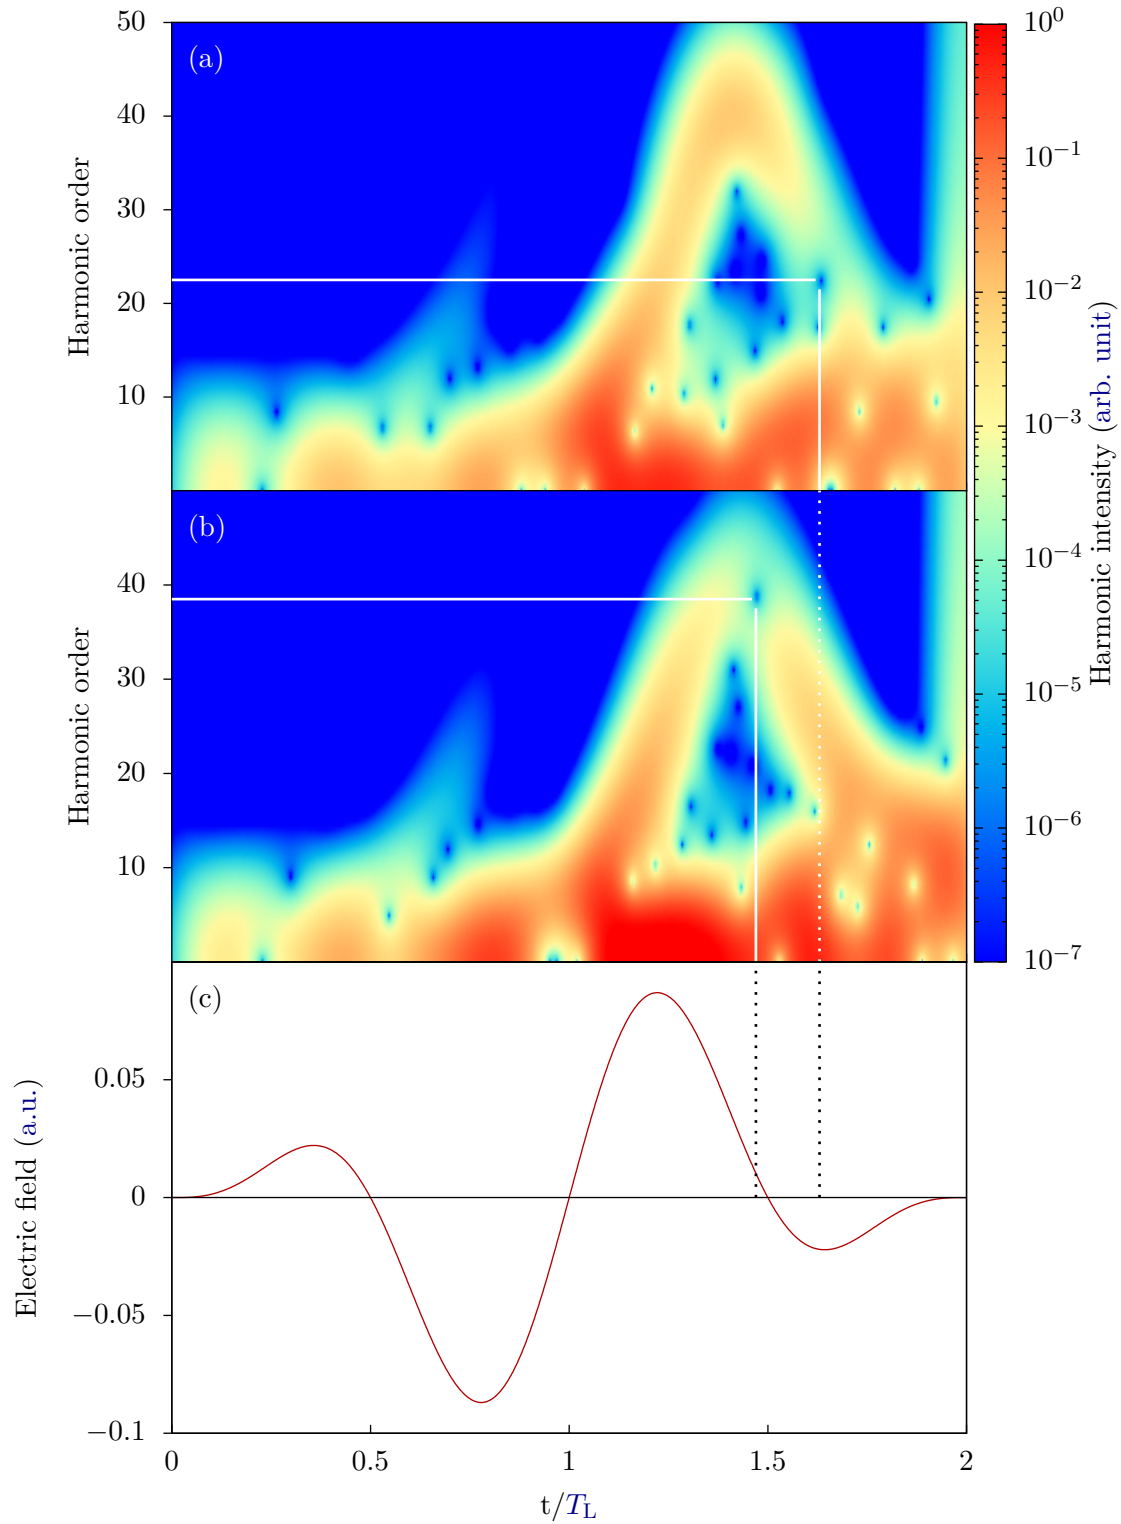 50
40
30
20
10
Harmonic order
(a)
40
30
20
10
Harmonic order
(b)
10⁰
10⁻¹
10⁻²
10⁻³
10⁻⁴
10⁻⁵
10⁻⁶
10⁻⁷
Harmonic intensity (arb. unit)
(c)
0.05
0
−0.05
−0.1
Electric field (a.u.)
0 0.5 1 1.5 2
t/T_L